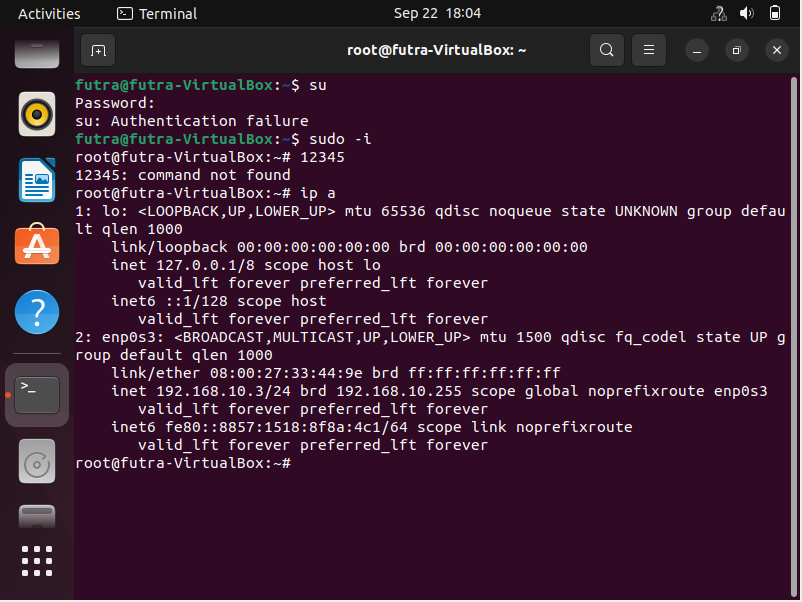 Activities
Terminal
Sep 22 18:04
root@futra-VirtualBox: ~
futra@futra-VirtualBox:~$ su
Password:
su: Authentication failure
futra@futra-VirtualBox:~$ sudo -i
root@futra-VirtualBox:~# 12345
12345: command not found
root@futra-VirtualBox:~# ip a
1: lo: <LOOPBACK,UP,LOWER_UP> mtu 65536 qdisc noqueue state UNKNOWN group defau
lt qlen 1000
    link/loopback 00:00:00:00:00:00 brd 00:00:00:00:00:00
    inet 127.0.0.1/8 scope host lo
       valid_lft forever preferred_lft forever
    inet6 ::1/128 scope host
       valid_lft forever preferred_lft forever
2: enp0s3: <BROADCAST,MULTICAST,UP,LOWER_UP> mtu 1500 qdisc fq_codel state UP g
roup default qlen 1000
    link/ether 08:00:27:33:44:9e brd ff:ff:ff:ff:ff:ff
    inet 192.168.10.3/24 brd 192.168.10.255 scope global noprefixroute enp0s3
       valid_lft forever preferred_lft forever
    inet6 fe80::8857:1518:8f8a:4c1/64 scope link noprefixroute
       valid_lft forever preferred_lft forever
root@futra-VirtualBox:~#